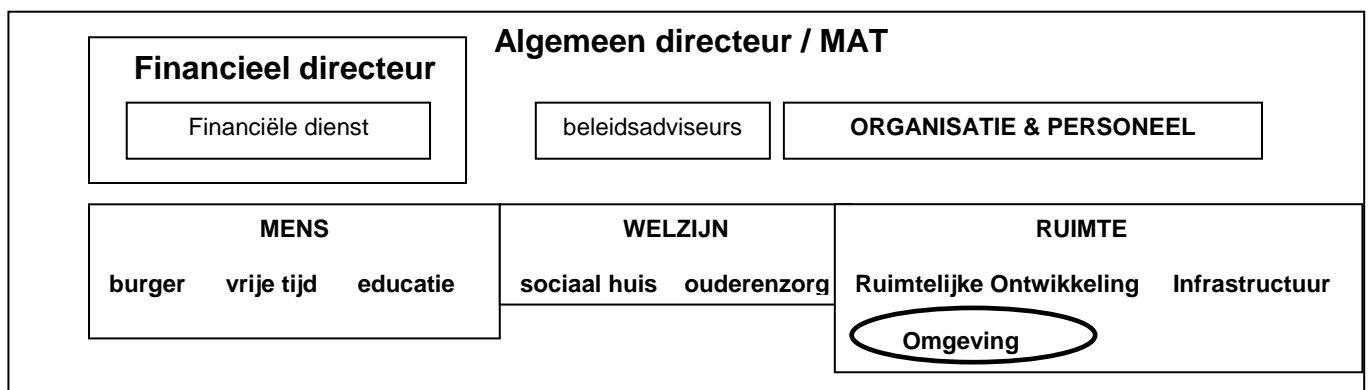 Algemeen directeur / MAT
Financieel directeur
Financiële dienst
beleidsadviseurs
ORGANISATIE & PERSONEEL
MENS
burger vrije tijd educatie
WELZIJN
sociaal huis ouderenzorg
RUIMTE
Ruimtelijke Ontwikkeling Infrastructuur
Omgeving